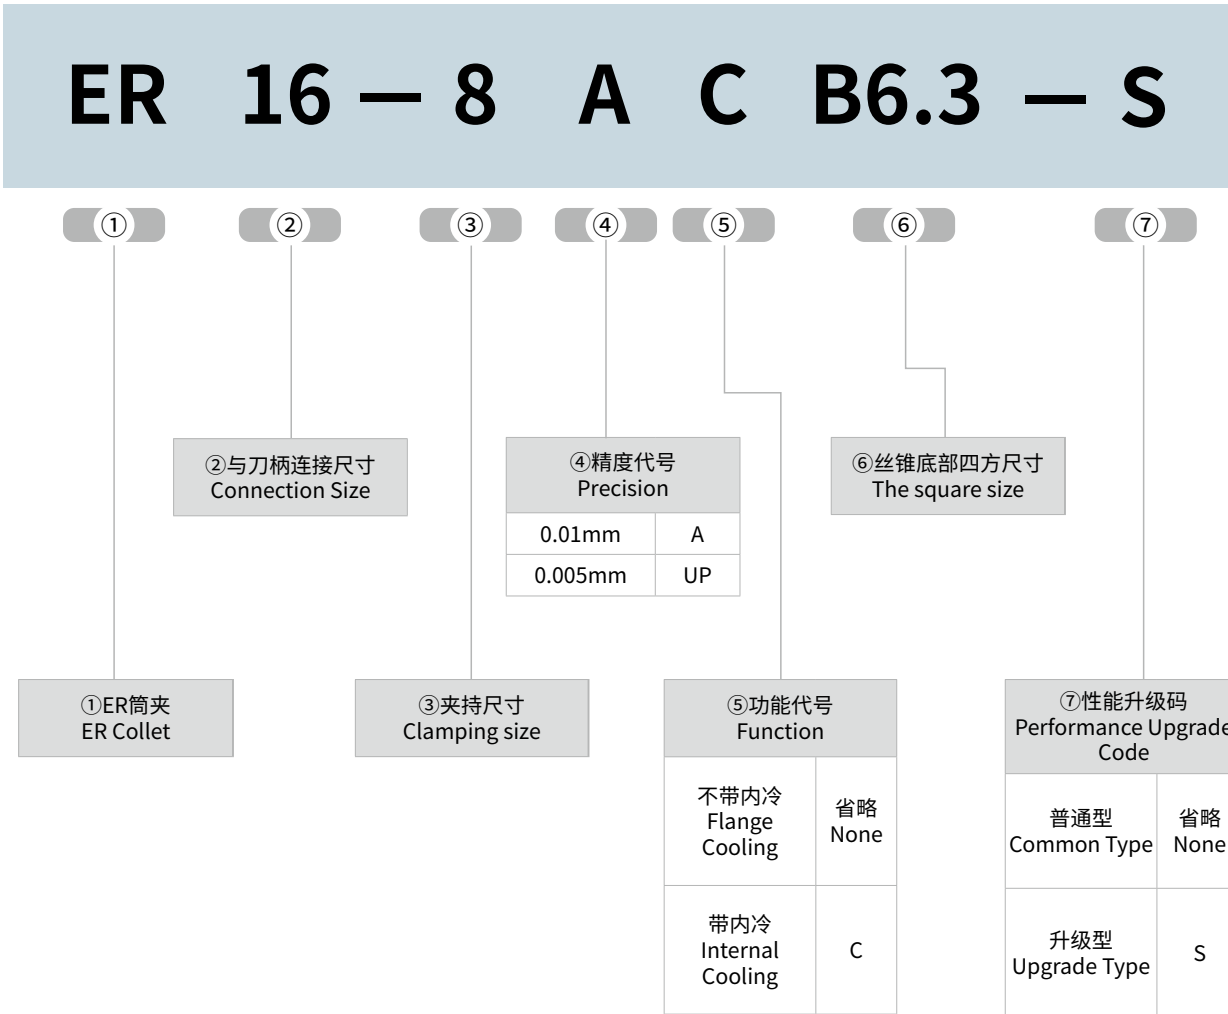 ER 16 — 8 A C B6.3 — S
① ② ③ ④ ⑤ ⑥ ⑦
②与刀柄连接尺寸
Connection Size
④精度代号
Precision
0.01mm A
0.005mm UP
⑥丝锥底部四方尺寸
The square size
①ER筒夹
ER Collet
③夹持尺寸
Clamping size
⑤功能代号
Function
不带内冷
Flange
Cooling
省略
None
带内冷
Internal
Cooling
C
⑦性能升级码
Performance Upgrade
Code
普通型
Common Type
省略
None
升级型
Upgrade Type
S